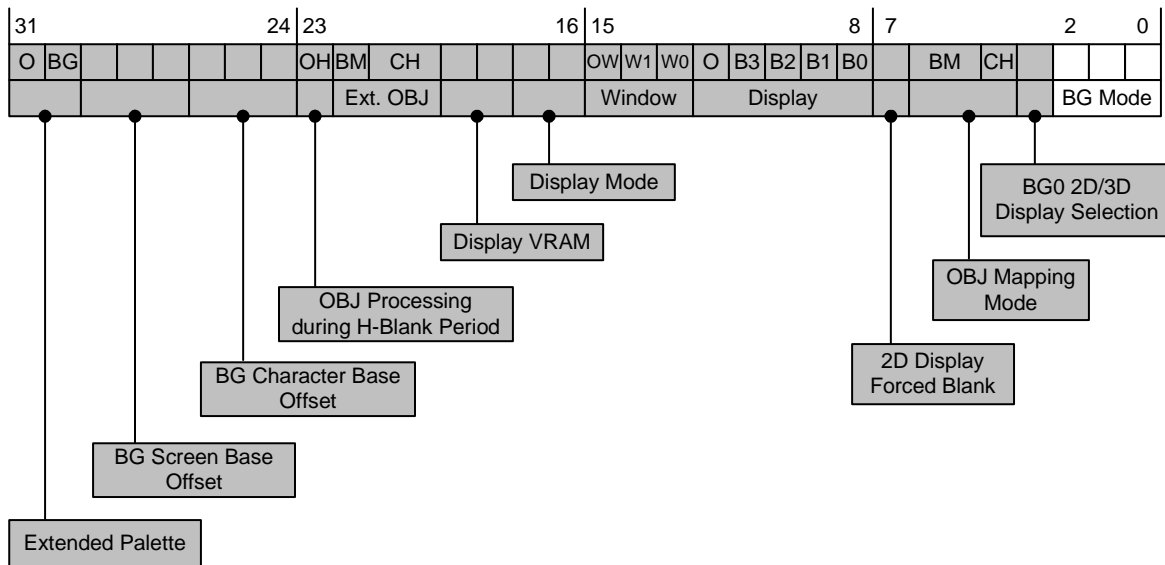 31 24 23 16 15 8 7 2 0
O BG OH BM CH OW W1 W0 O B3 B2 B1 B0 BM CH
Ext. OBJ Window Display BG Mode
Display Mode
BG0 2D/3D
Display Selection
Display VRAM
OBJ Mapping
Mode
OBJ Processing
during H-Blank Period
2D Display
Forced Blank
BG Character Base
Offset
BG Screen Base
Offset
Extended Palette